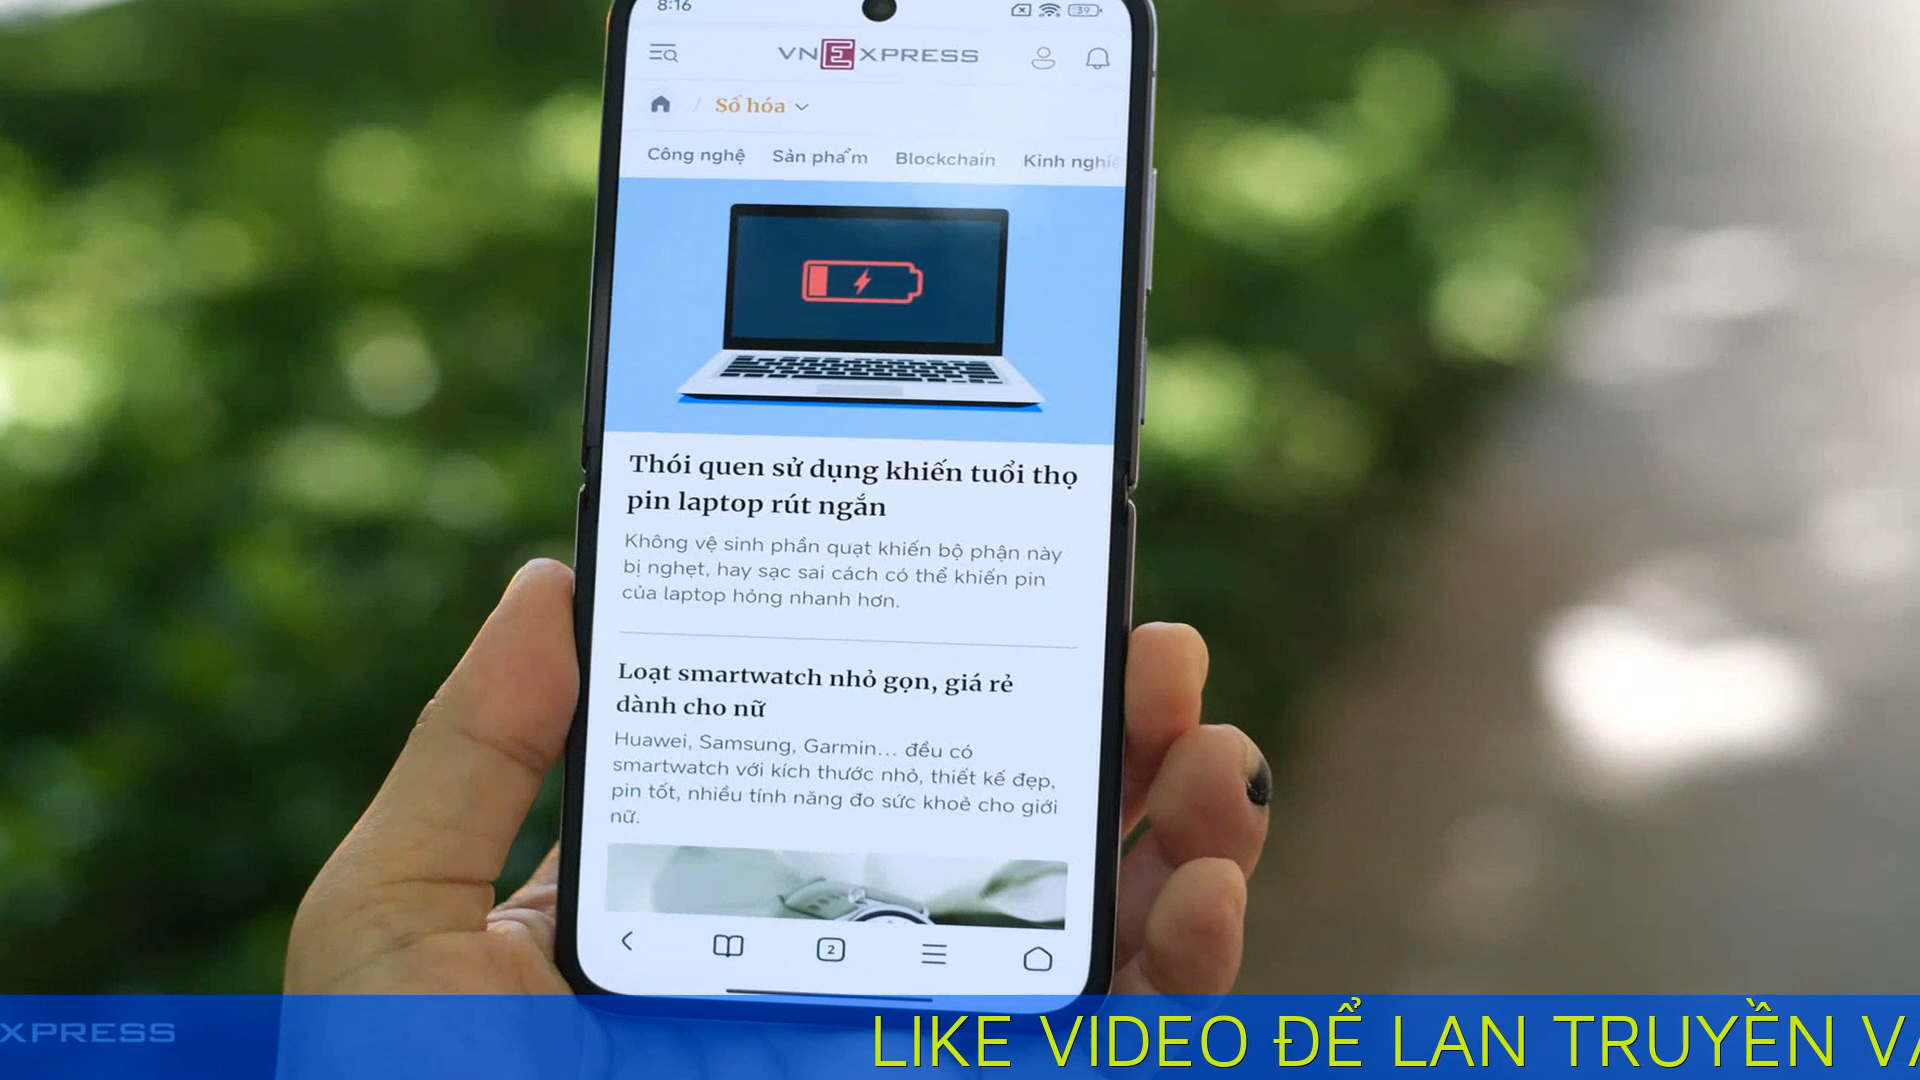 8:16
39
VNEXPRESS
Số hóa
Công nghệ Sản phẩm Blockchain Kinh nghiệ
Thói quen sử dụng khiến tuổi thọ
pin laptop rút ngắn
Không vệ sinh phần quạt khiến bộ phận này
bị nghẹt, hay sạc sai cách có thể khiến pin
của laptop hỏng nhanh hơn.
Loạt smartwatch nhỏ gọn, giá rẻ
dành cho nữ
Huawei, Samsung, Garmin... đều có
smartwatch với kích thước nhỏ, thiết kế đẹp,
pin tốt, nhiều tính năng đo sức khoẻ cho giới
nữ.
2
XPRESS
LIKE VIDEO ĐỂ LAN TRUYỀN